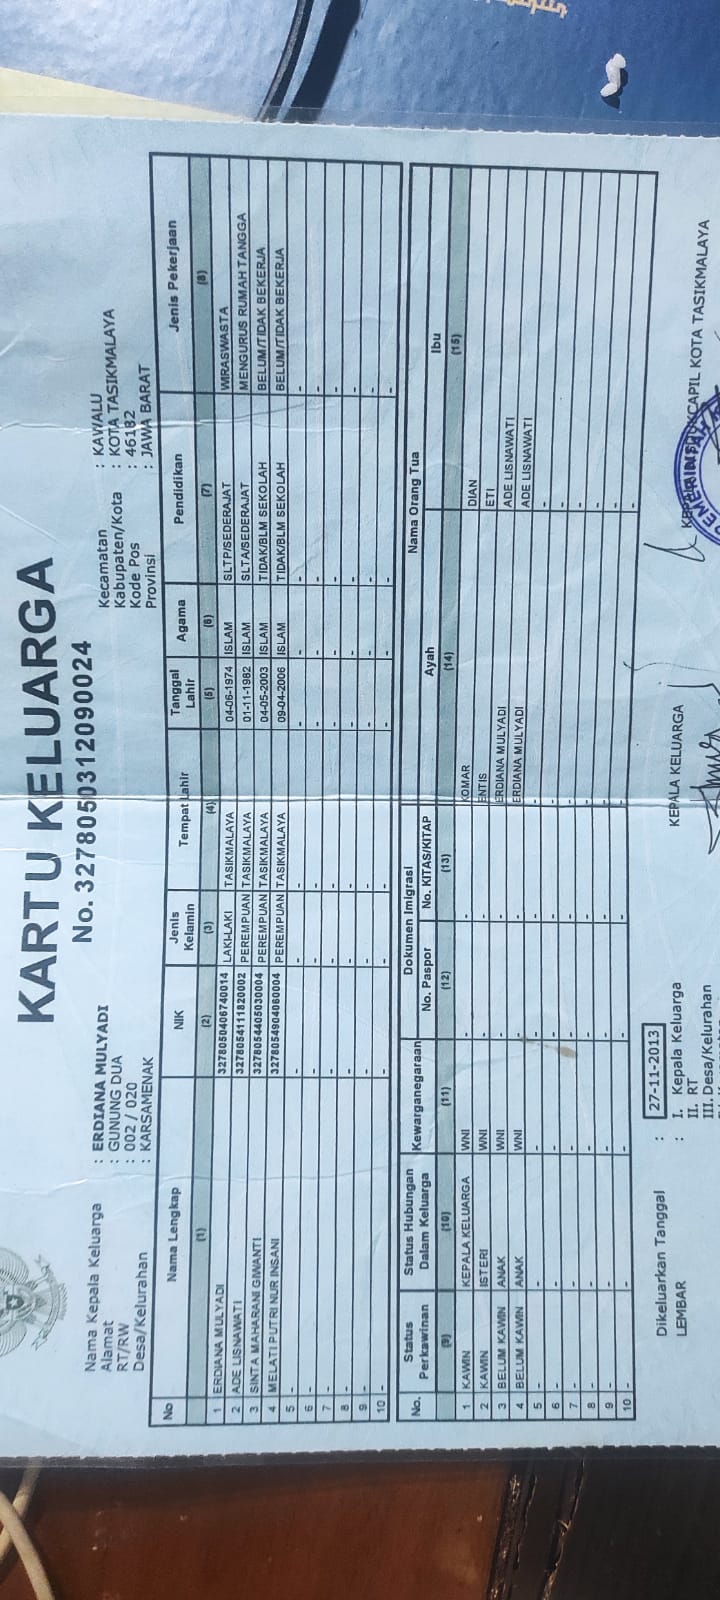 KARTU KELUARGA
No. 3278050312090024
Nama Kepala Keluarga : ERDIANA MULYADI
Alamat : GUNUNG DUA
RT/RW : 002 / 020
Desa/Kelurahan : KARSAMENAK
Kecamatan : KAWALU
Kabupaten/Kota : KOTA TASIKMALAYA
Kode Pos : 46182
Provinsi : JAWA BARAT
No Nama Lengkap NIK Jenis Kelamin Tempat Lahir Tanggal Lahir Agama Pendidikan Jenis Pekerjaan
(1) (2) (3) (4) (5) (6) (7) (8)
1 ERDIANA MULYADI 3278050406740014 LAKI-LAKI TASIKMALAYA 04-06-1974 ISLAM SLTP/SEDERAJAT WIRASWASTA
2 ADE LISNAWATI 3278054111820002 PEREMPUAN TASIKMALAYA 01-11-1982 ISLAM SLTA/SEDERAJAT MENGURUS RUMAH TANGGA
3 SINTA MAHARANI GIWANTI 3278054405030004 PEREMPUAN TASIKMALAYA 04-05-2003 ISLAM TIDAK/BLM SEKOLAH BELUM/TIDAK BEKERJA
4 MELATI PUTRI NUR INSANI 3278054904060004 PEREMPUAN TASIKMALAYA 09-04-2006 ISLAM TIDAK/BLM SEKOLAH BELUM/TIDAK BEKERJA
5 - - - - - - - -
6 - - - - - - - -
7 - - - - - - - -
8 - - - - - - - -
9 - - - - - - - -
10 - - - - - - - -
No. Status Perkawinan Status Hubungan Dalam Keluarga Kewarganegaraan Dokumen Imigrasi No. Paspor No. KITAS/KITAP Nama Orang Tua Ayah Ibu
(9) (10) (11) (12) (13) (14) (15)
1 KAWIN KEPALA KELUARGA WNI - - KOMAR DIAN
2 KAWIN ISTERI WNI - - ENTIS ETI
3 BELUM KAWIN ANAK WNI - - ERDIANA MULYADI ADE LISNAWATI
4 BELUM KAWIN ANAK WNI - - ERDIANA MULYADI ADE LISNAWATI
5 - - - - - - -
6 - - - - - - -
7 - - - - - - -
8 - - - - - - -
9 - - - - - - -
10 - - - - - - -
Dikeluarkan Tanggal : 27-11-2013
LEMBAR : I. Kepala Keluarga
II. RT
III. Desa/Kelurahan
KEPALA KELUARGA
KEPALA DUKCAPIL KOTA TASIKMALAYA
PEMERINTAH